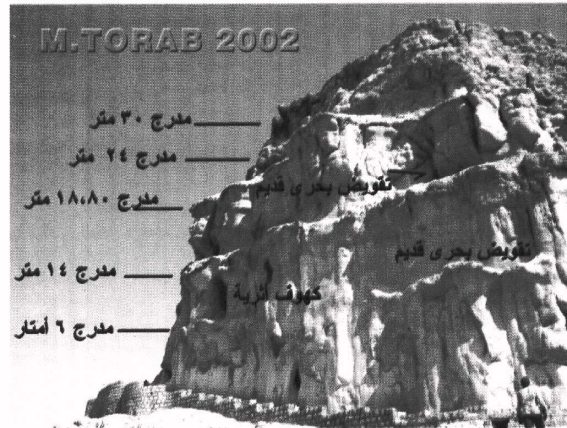 M.TORAB 2002
مدرج ٣٠ متر
مدرج ٢٤ متر
تقويض بحرى قديم
مدرج ١٨،٨٠ متر
تقويض بحرى قديم
مدرج ١٤ متر
كهوف أثرية
مدرج ٦ أمتار